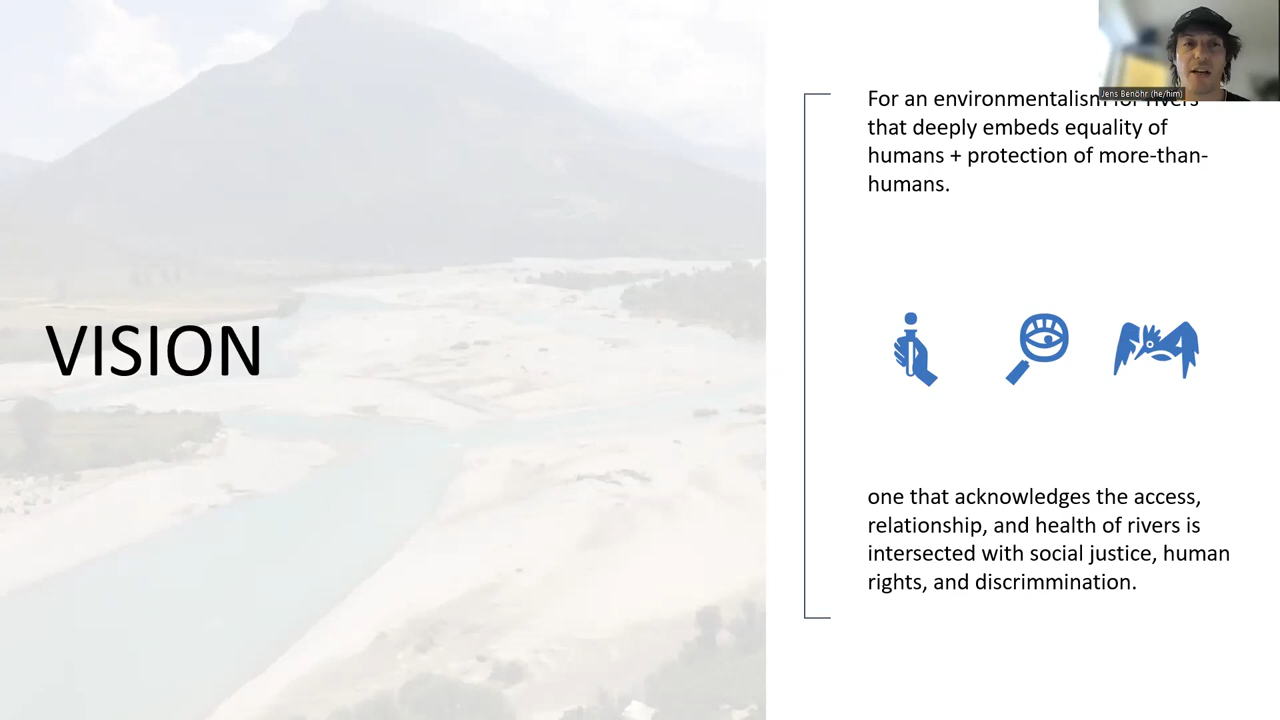 VISION
For an environmentalism for rivers
that deeply embeds equality of
humans + protection of more-than-
humans.
one that acknowledges the access,
relationship, and health of rivers is
intersected with social justice, human
rights, and discrimmination.
Jens Benöhr (he/him)